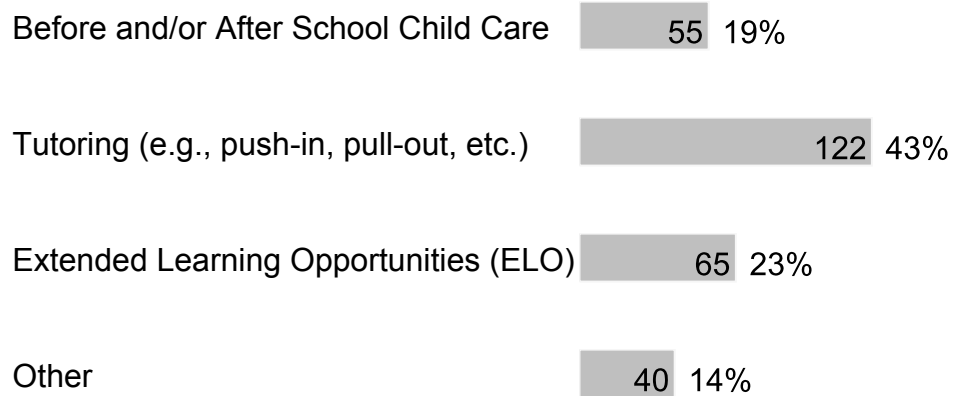 Before and/or After School Child Care 55 19%
Tutoring (e.g., push-in, pull-out, etc.) 122 43%
Extended Learning Opportunities (ELO) 65 23%
Other 40 14%